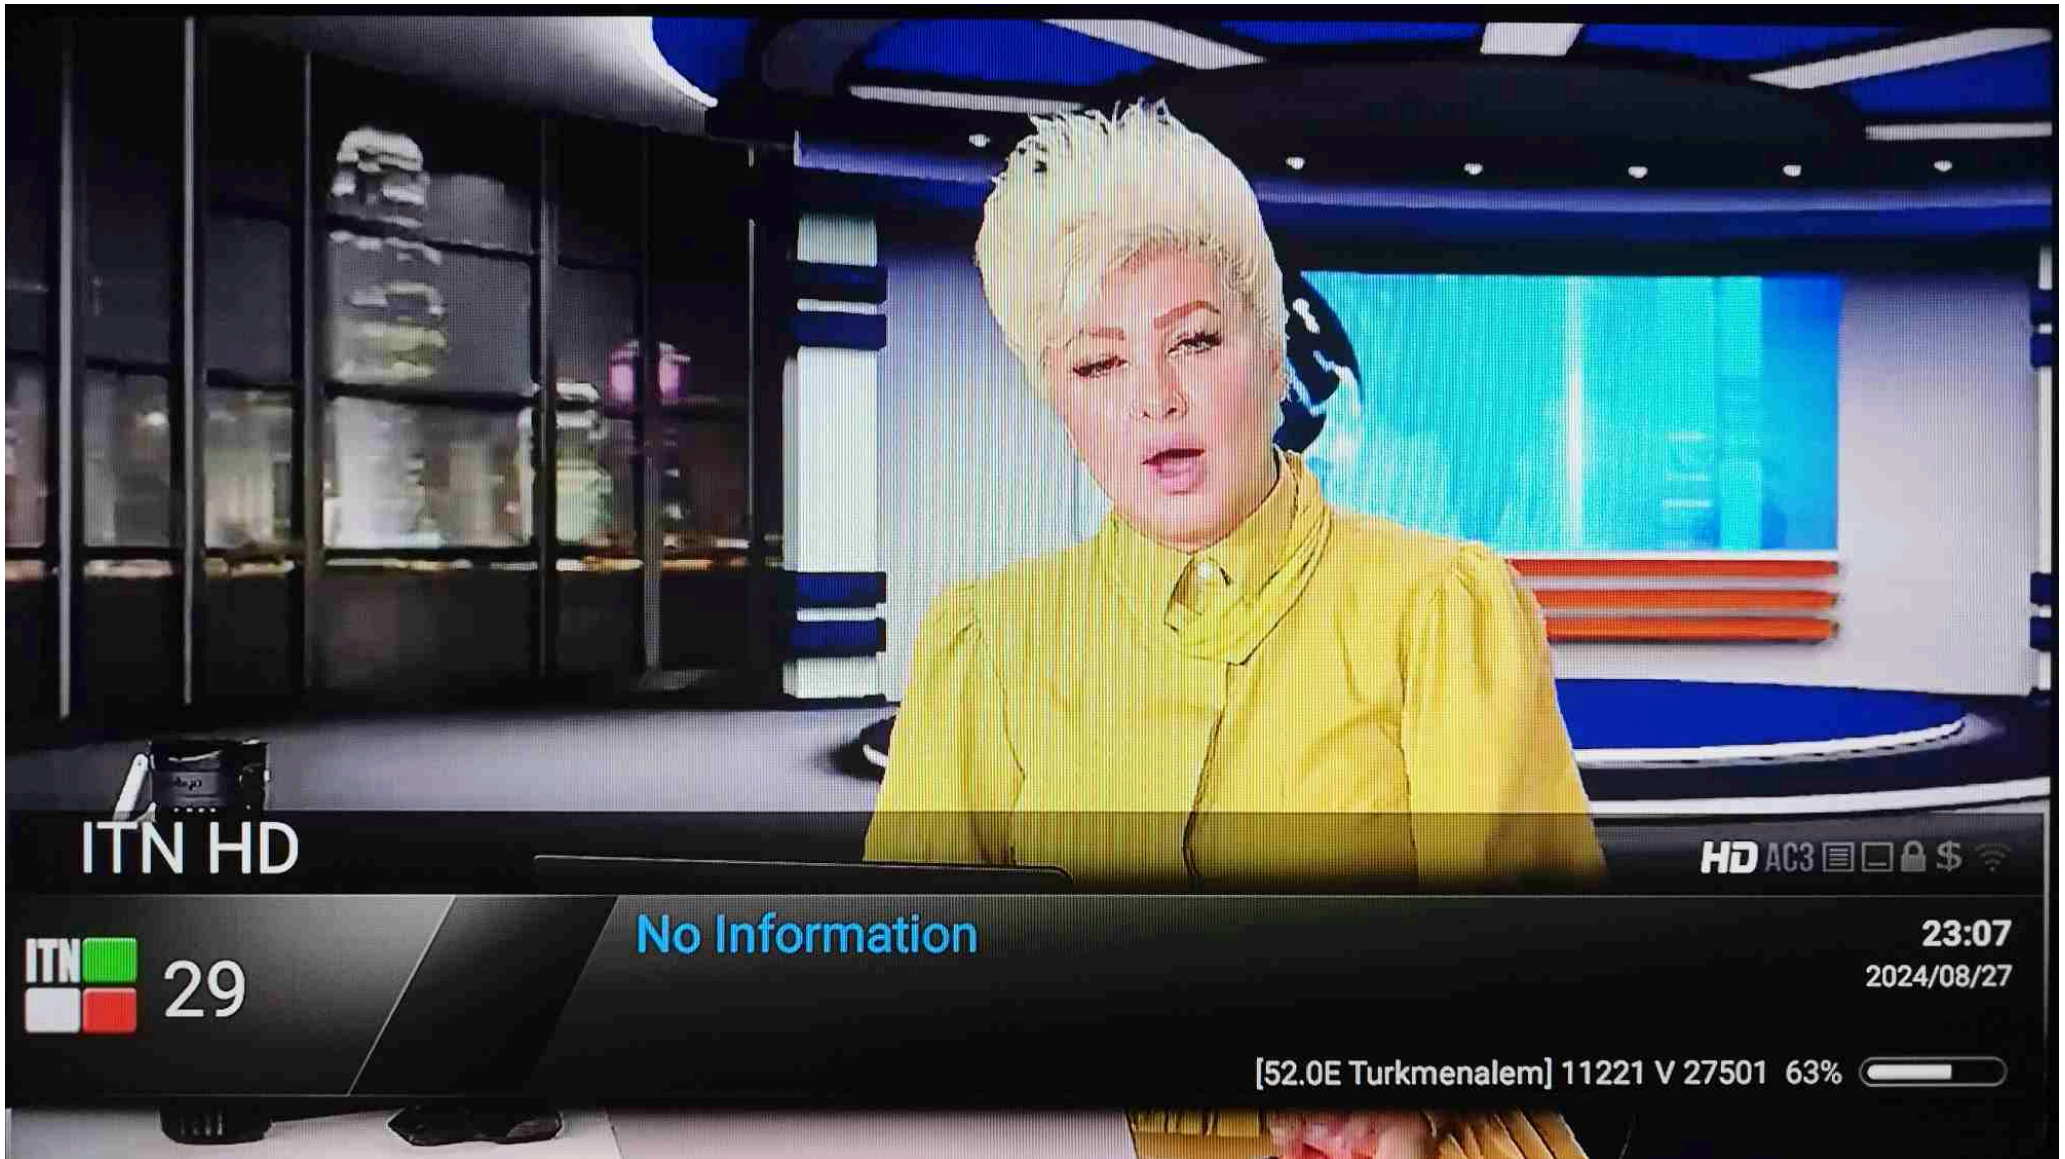 ITN HD
HD AC3 $
ITN
29
No Information
23:07
2024/08/27
[52.0E Turkmenalem] 11221 V 27501 63%